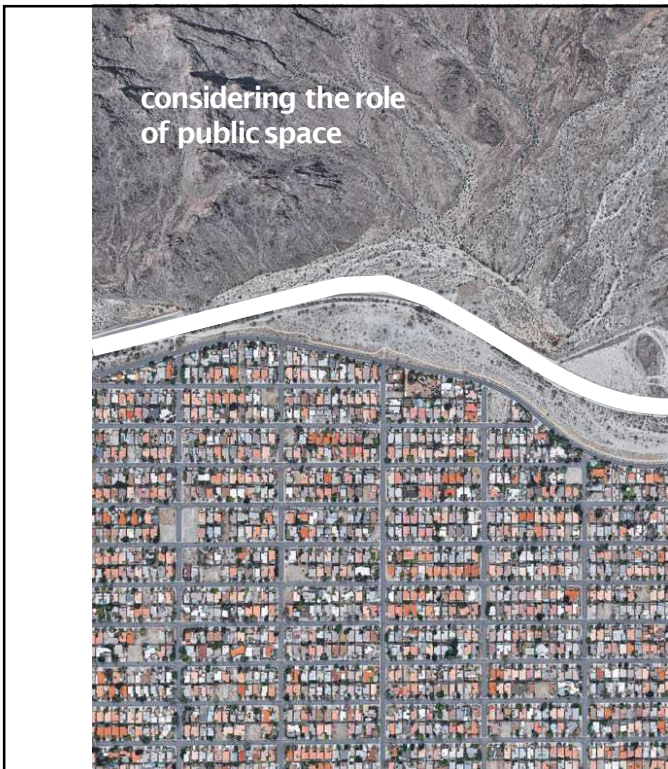 considering the role
of public space